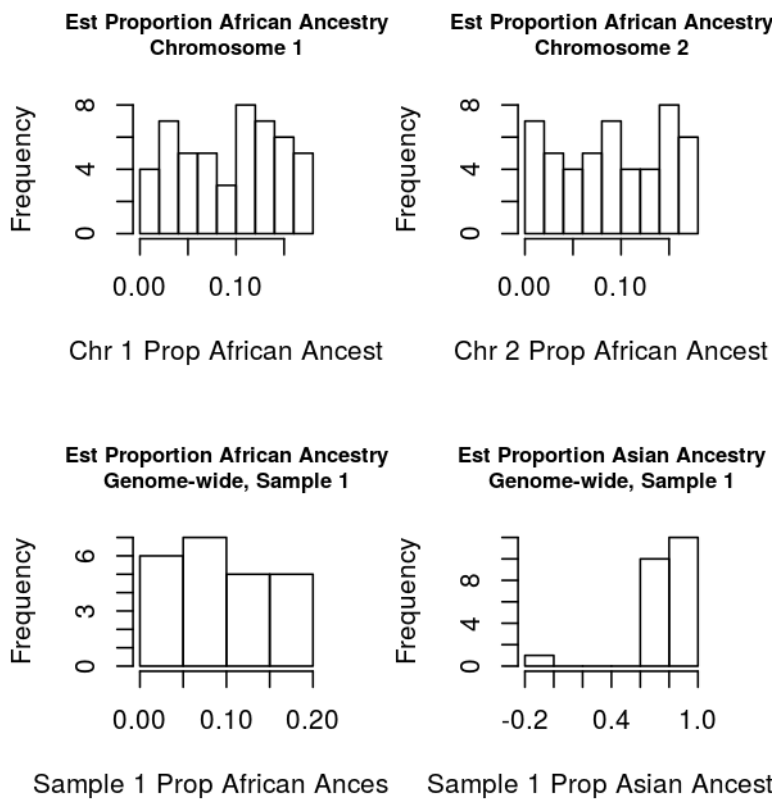 Est Proportion African Ancestry
Chromosome 1
Frequency
0 4 8
0.00 0.10
Chr 1 Prop African Ancest
Est Proportion African Ancestry
Chromosome 2
Frequency
0 4 8
0.00 0.10
Chr 2 Prop African Ancest
Est Proportion African Ancestry
Genome-wide, Sample 1
Frequency
0 3 6
0.00 0.10 0.20
Sample 1 Prop African Ances
Est Proportion Asian Ancestry
Genome-wide, Sample 1
Frequency
0 4 8
-0.2 0.4 1.0
Sample 1 Prop Asian Ancest